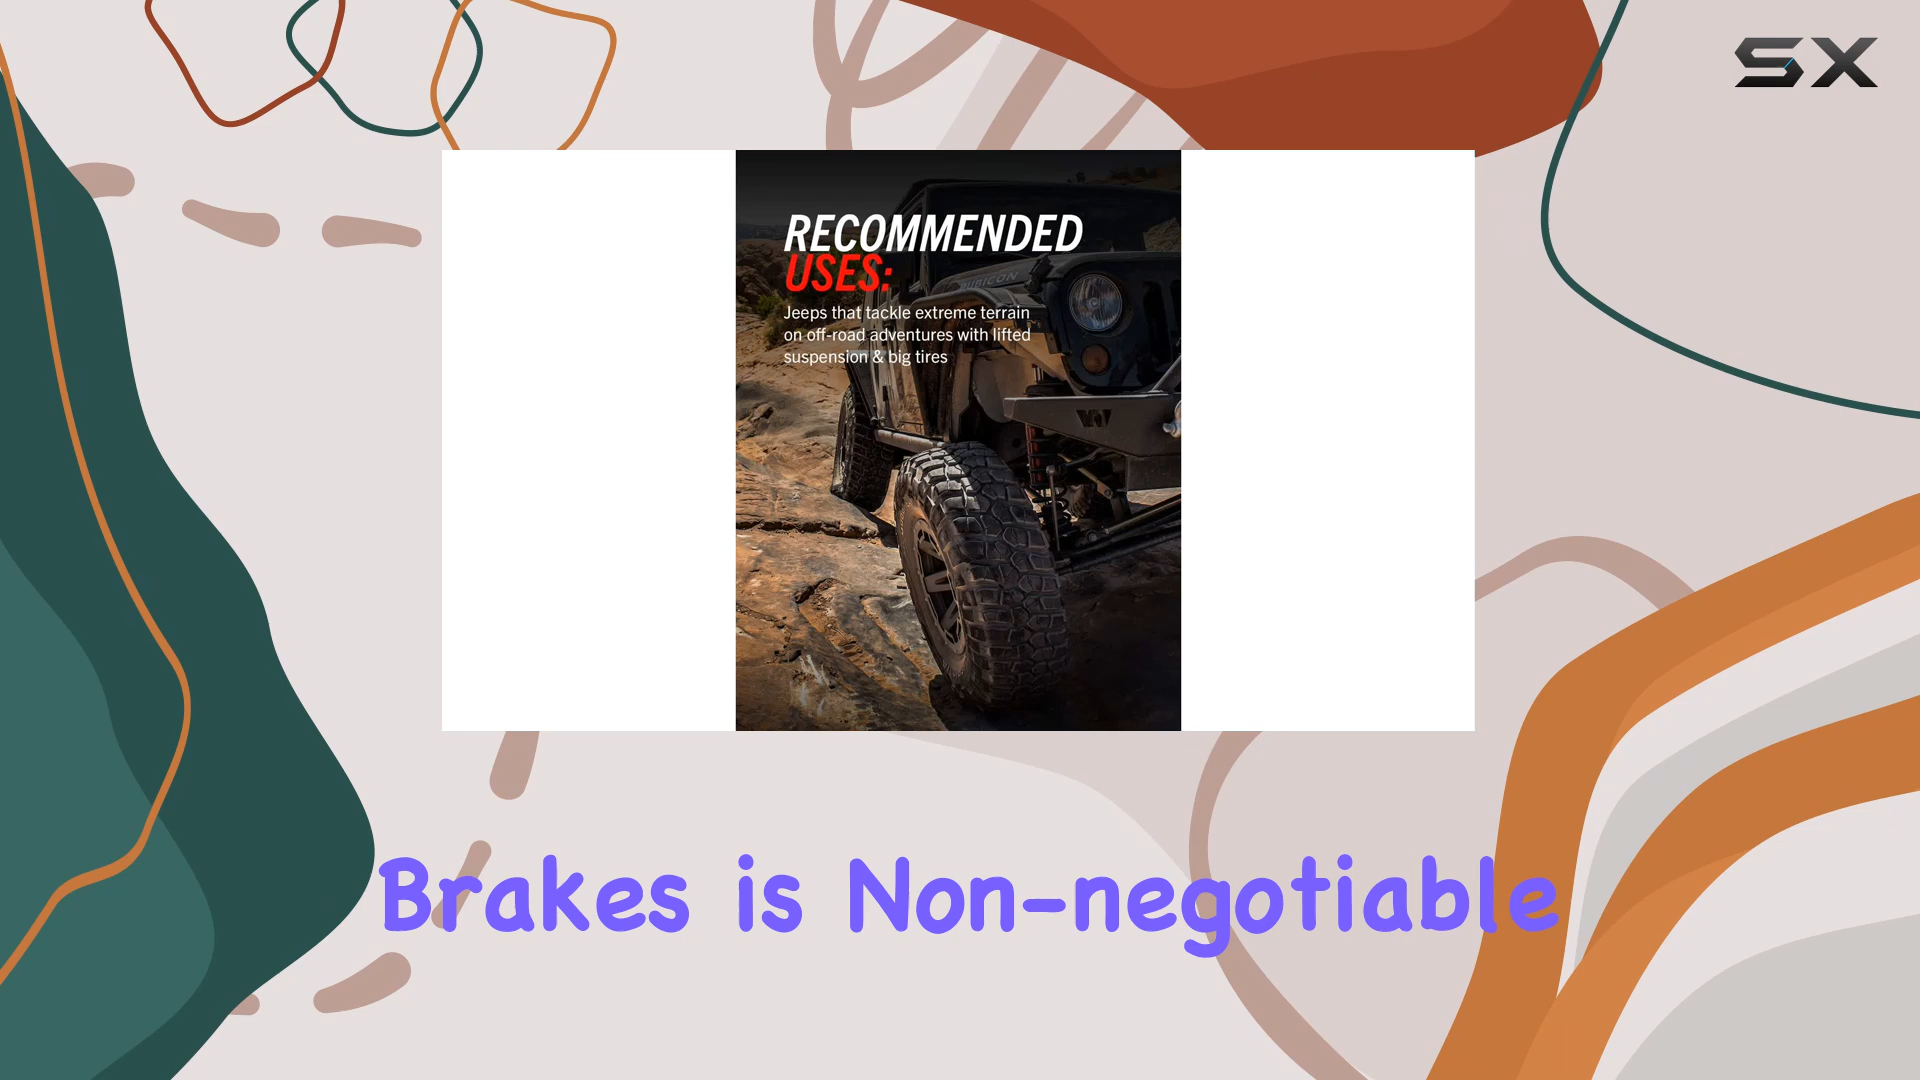 SX
RECOMMENDED
USES:
Jeeps that tackle extreme terrain
on off-road adventures with lifted
suspension & big tires
Brakes is Non-negotiable